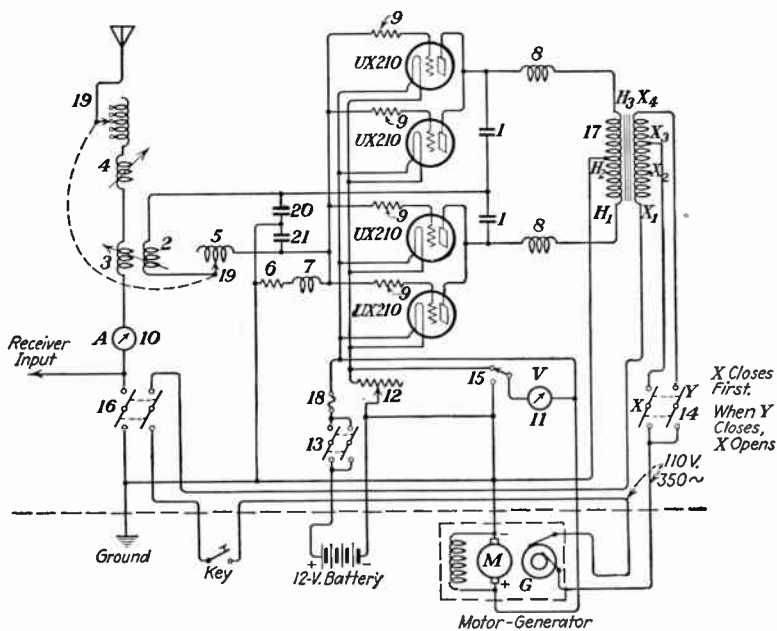 9
UX210
8
19
H3 X4
9
UX210
1
17
X3
4
H2
X2
20
H1
X1
9
1
2
5
21
UX210
8
3
19
6
7
9
UX210
A
10
Receiver
Input
15
V
X Closes
First.
When Y
Closes,
X Opens
16
18
12
11
X
Y
14
13
110 V.
350~
Ground
Key
+
-
12-V. Battery
-
M
+
G
Motor-Generator